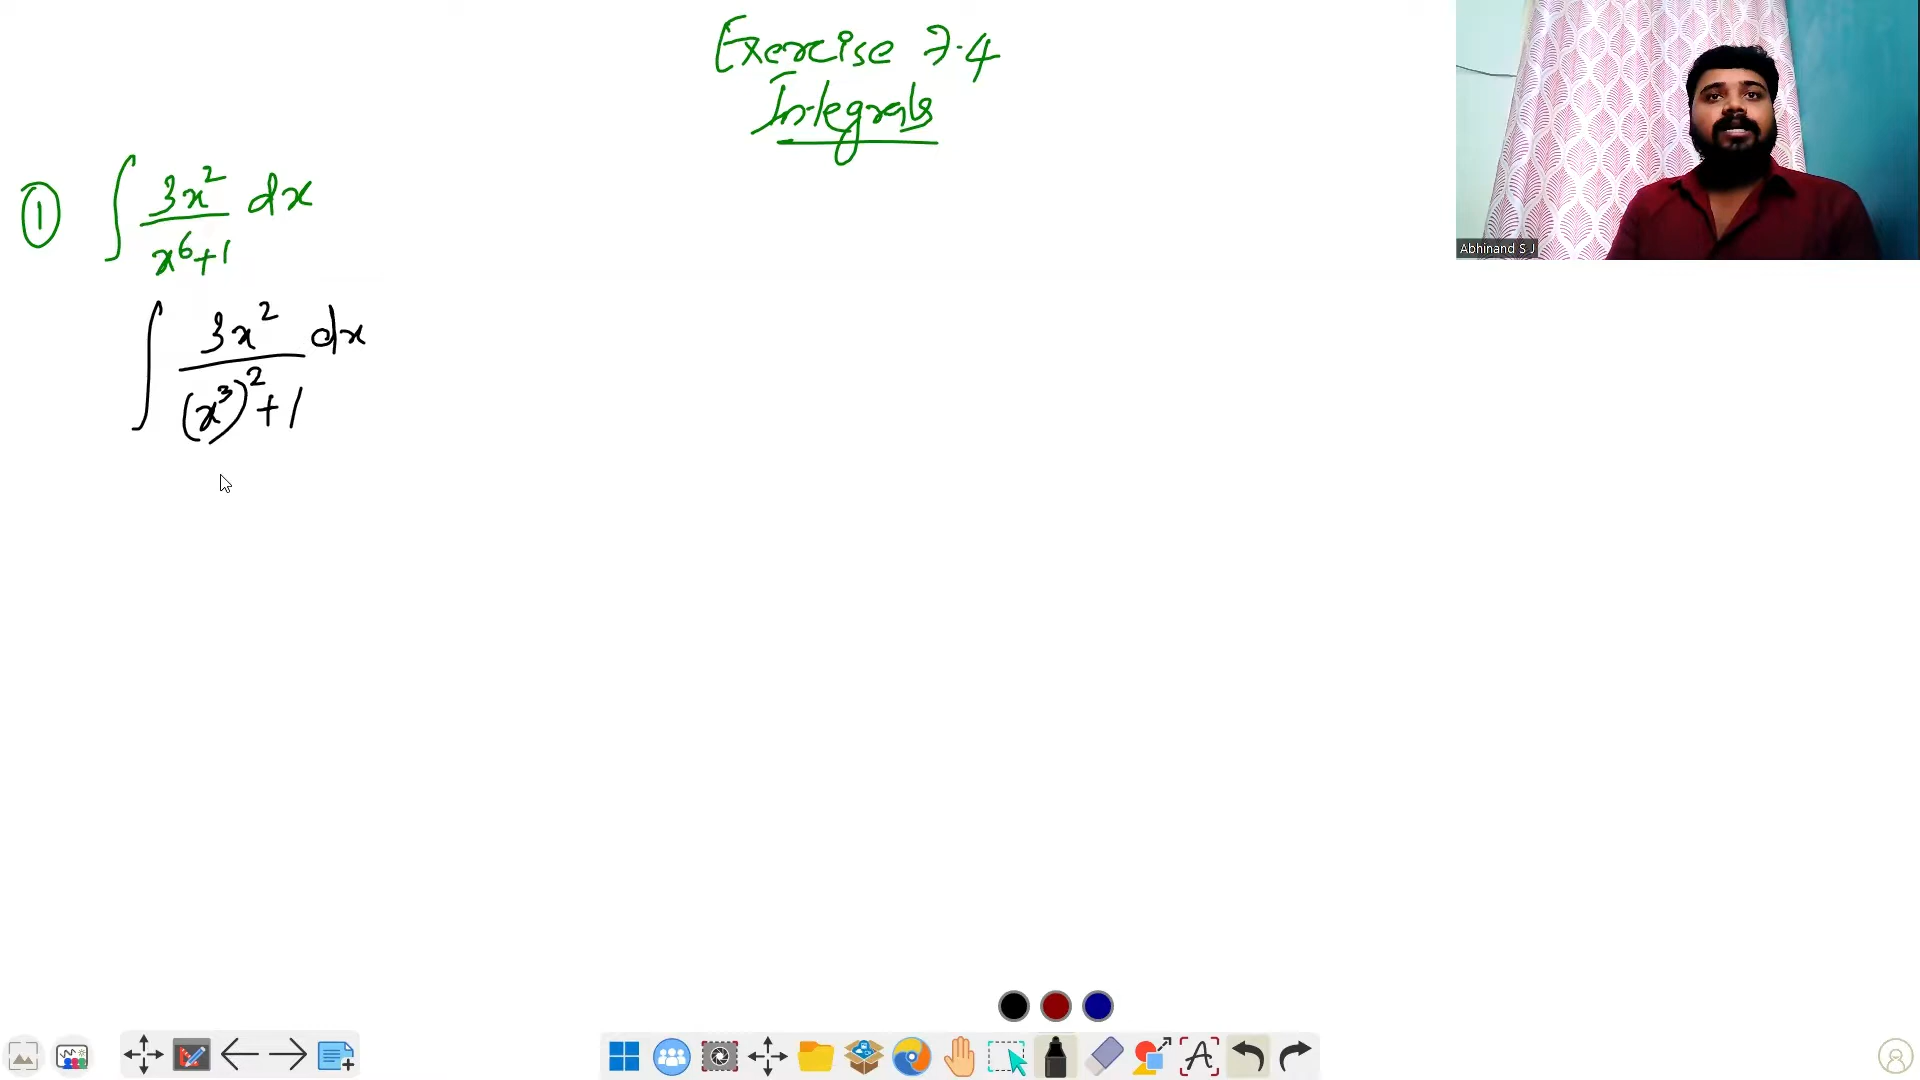 Exercise 7.4
Integrals
① ∫ 3x²/(x⁶+1) dx
∫ 3x²/((x³)²+1) dx
Abhinand S J